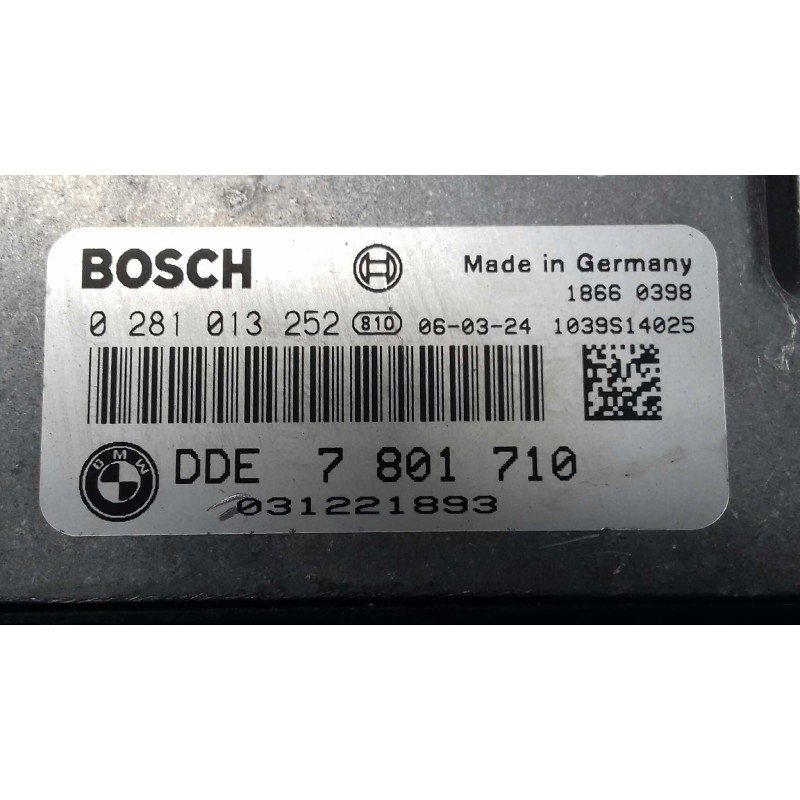 BOSCH Made in Germany
1866 0398
0 281 013 252 810 06-03-24 1039S14025
BMW DDE 7 801 710
031221893